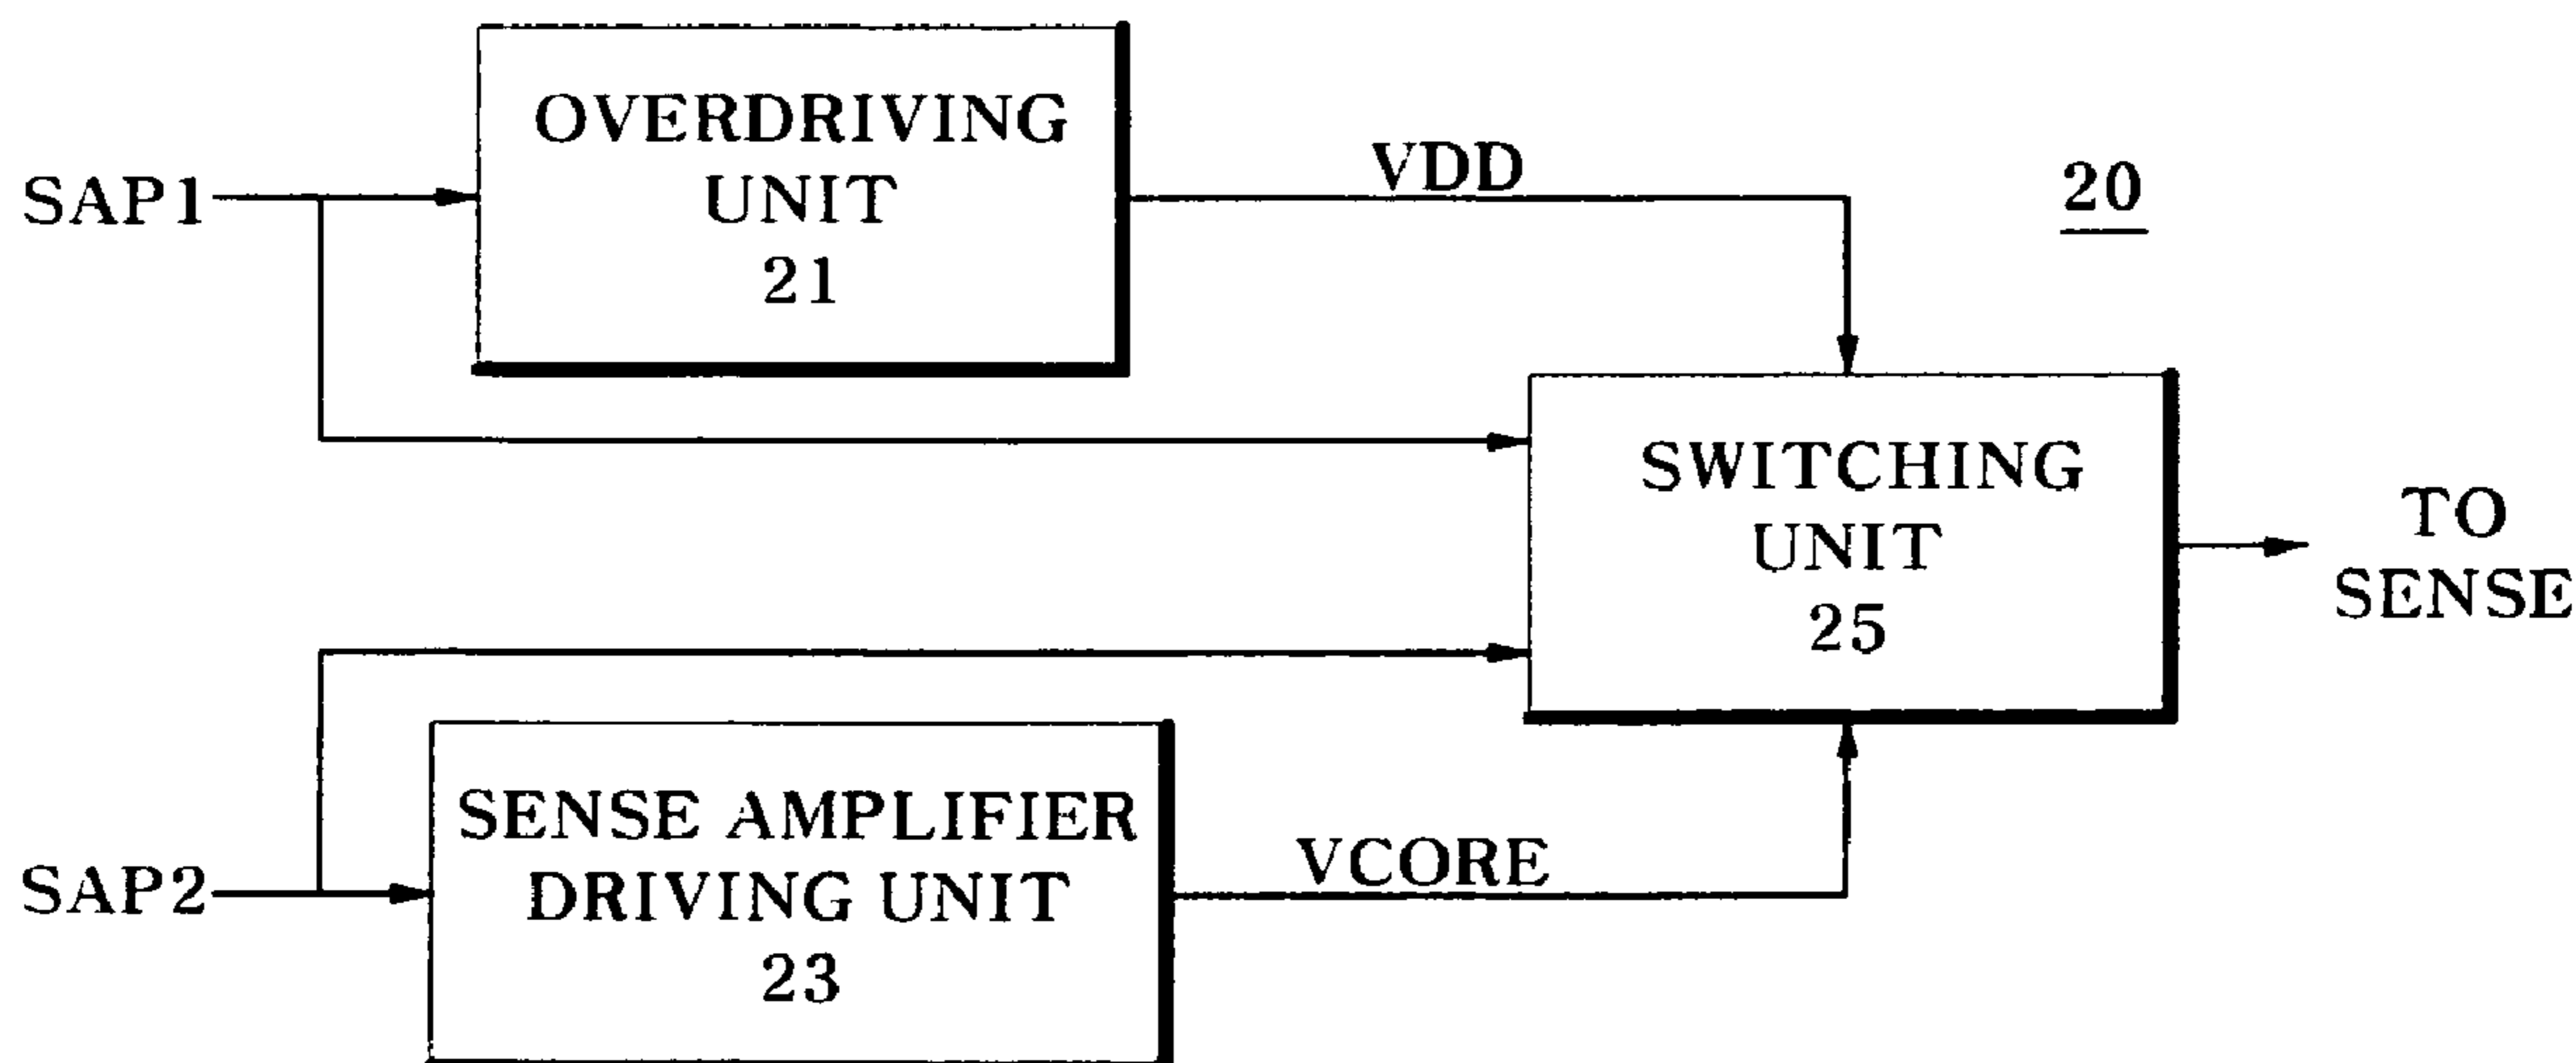 OVERDRIVING
UNIT
21
SAP1
VDD
20
SWITCHING
UNIT
25
TO
SENSE
SENSE AMPLIFIER
DRIVING UNIT
23
SAP2
VCORE